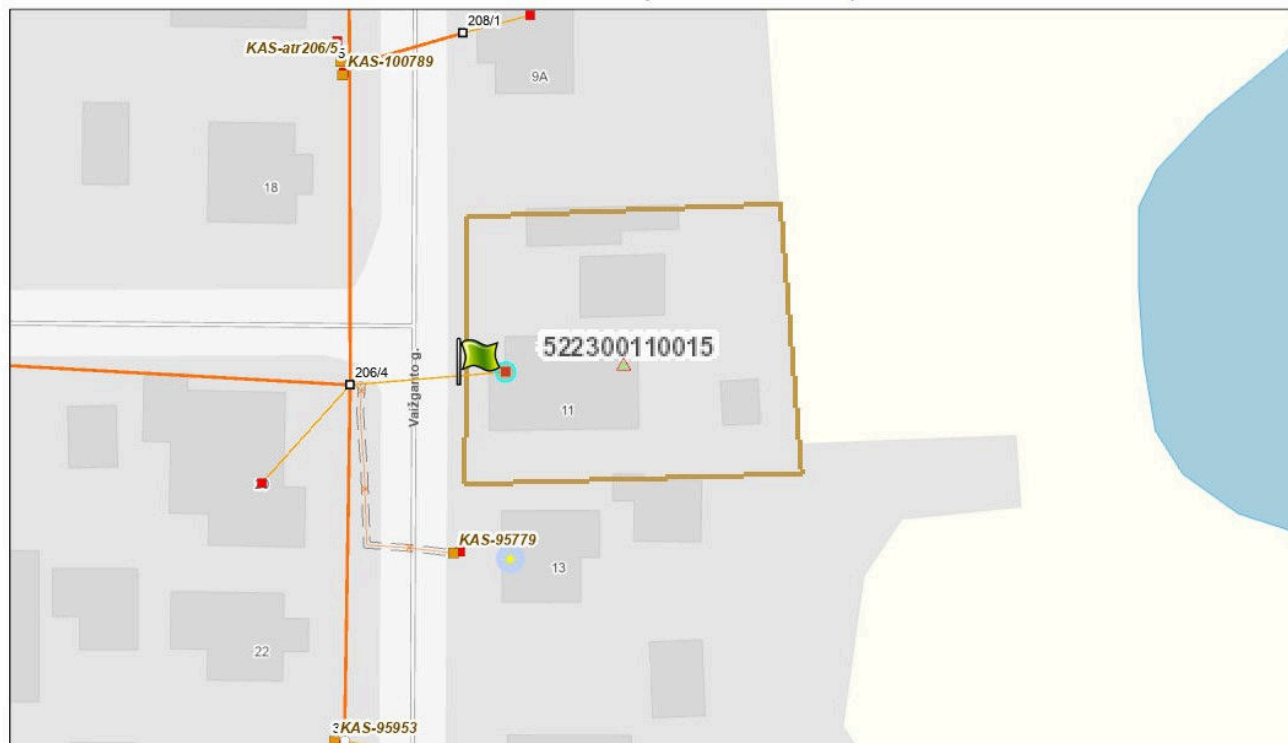 208/1
KAS-atr206/5
5
KAS-100789
9A
18
522300110015
206/4
Vaižganto g.
11
KAS-95779
13
22
KAS-95953